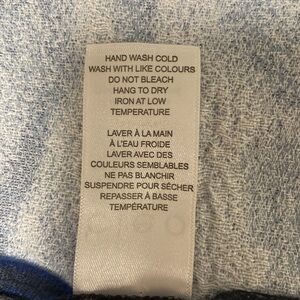 HAND WASH COLD
WASH WITH LIKE COLOURS
DO NOT BLEACH
HANG TO DRY
IRON AT LOW
TEMPERATURE
LAVER À LA MAIN
À L'EAU FROIDE
LAVER AVEC DES
COULEURS SEMBLABLES
NE PAS BLANCHIR
SUSPENDRE POUR SÉCHER
REPASSER À BASSE
TEMPÉRATURE